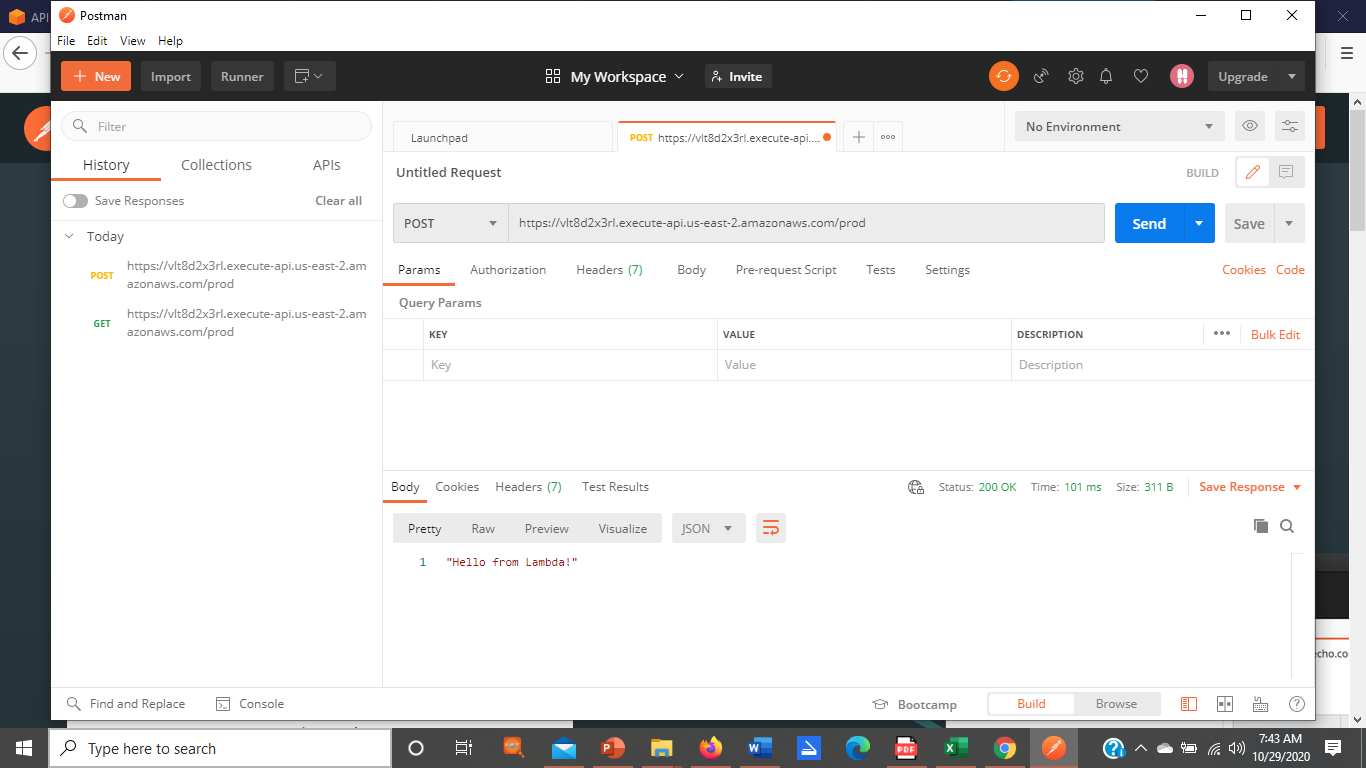 API
Postman
File Edit View Help
New Import Runner My Workspace Invite Upgrade
Filter
History Collections APIs
Save Responses Clear all
Today
POST https://vlt8d2x3rl.execute-api.us-east-2.am
azonaws.com/prod
GET https://vlt8d2x3rl.execute-api.us-east-2.am
azonaws.com/prod
Launchpad POST https://vlt8d2x3rl.execute-api.... No Environment
Untitled Request BUILD
POST https://vlt8d2x3rl.execute-api.us-east-2.amazonaws.com/prod Send Save
Params Authorization Headers (7) Body Pre-request Script Tests Settings Cookies Code
Query Params
KEY VALUE DESCRIPTION Bulk Edit
Key Value Description
Body Cookies Headers (7) Test Results Status: 200 OK Time: 101 ms Size: 311 B Save Response
Pretty Raw Preview Visualize JSON
1 "Hello from Lambda!"
echo.co
Find and Replace Console Bootcamp Build Browse
Type here to search
PDF
7:43 AM
10/29/2020